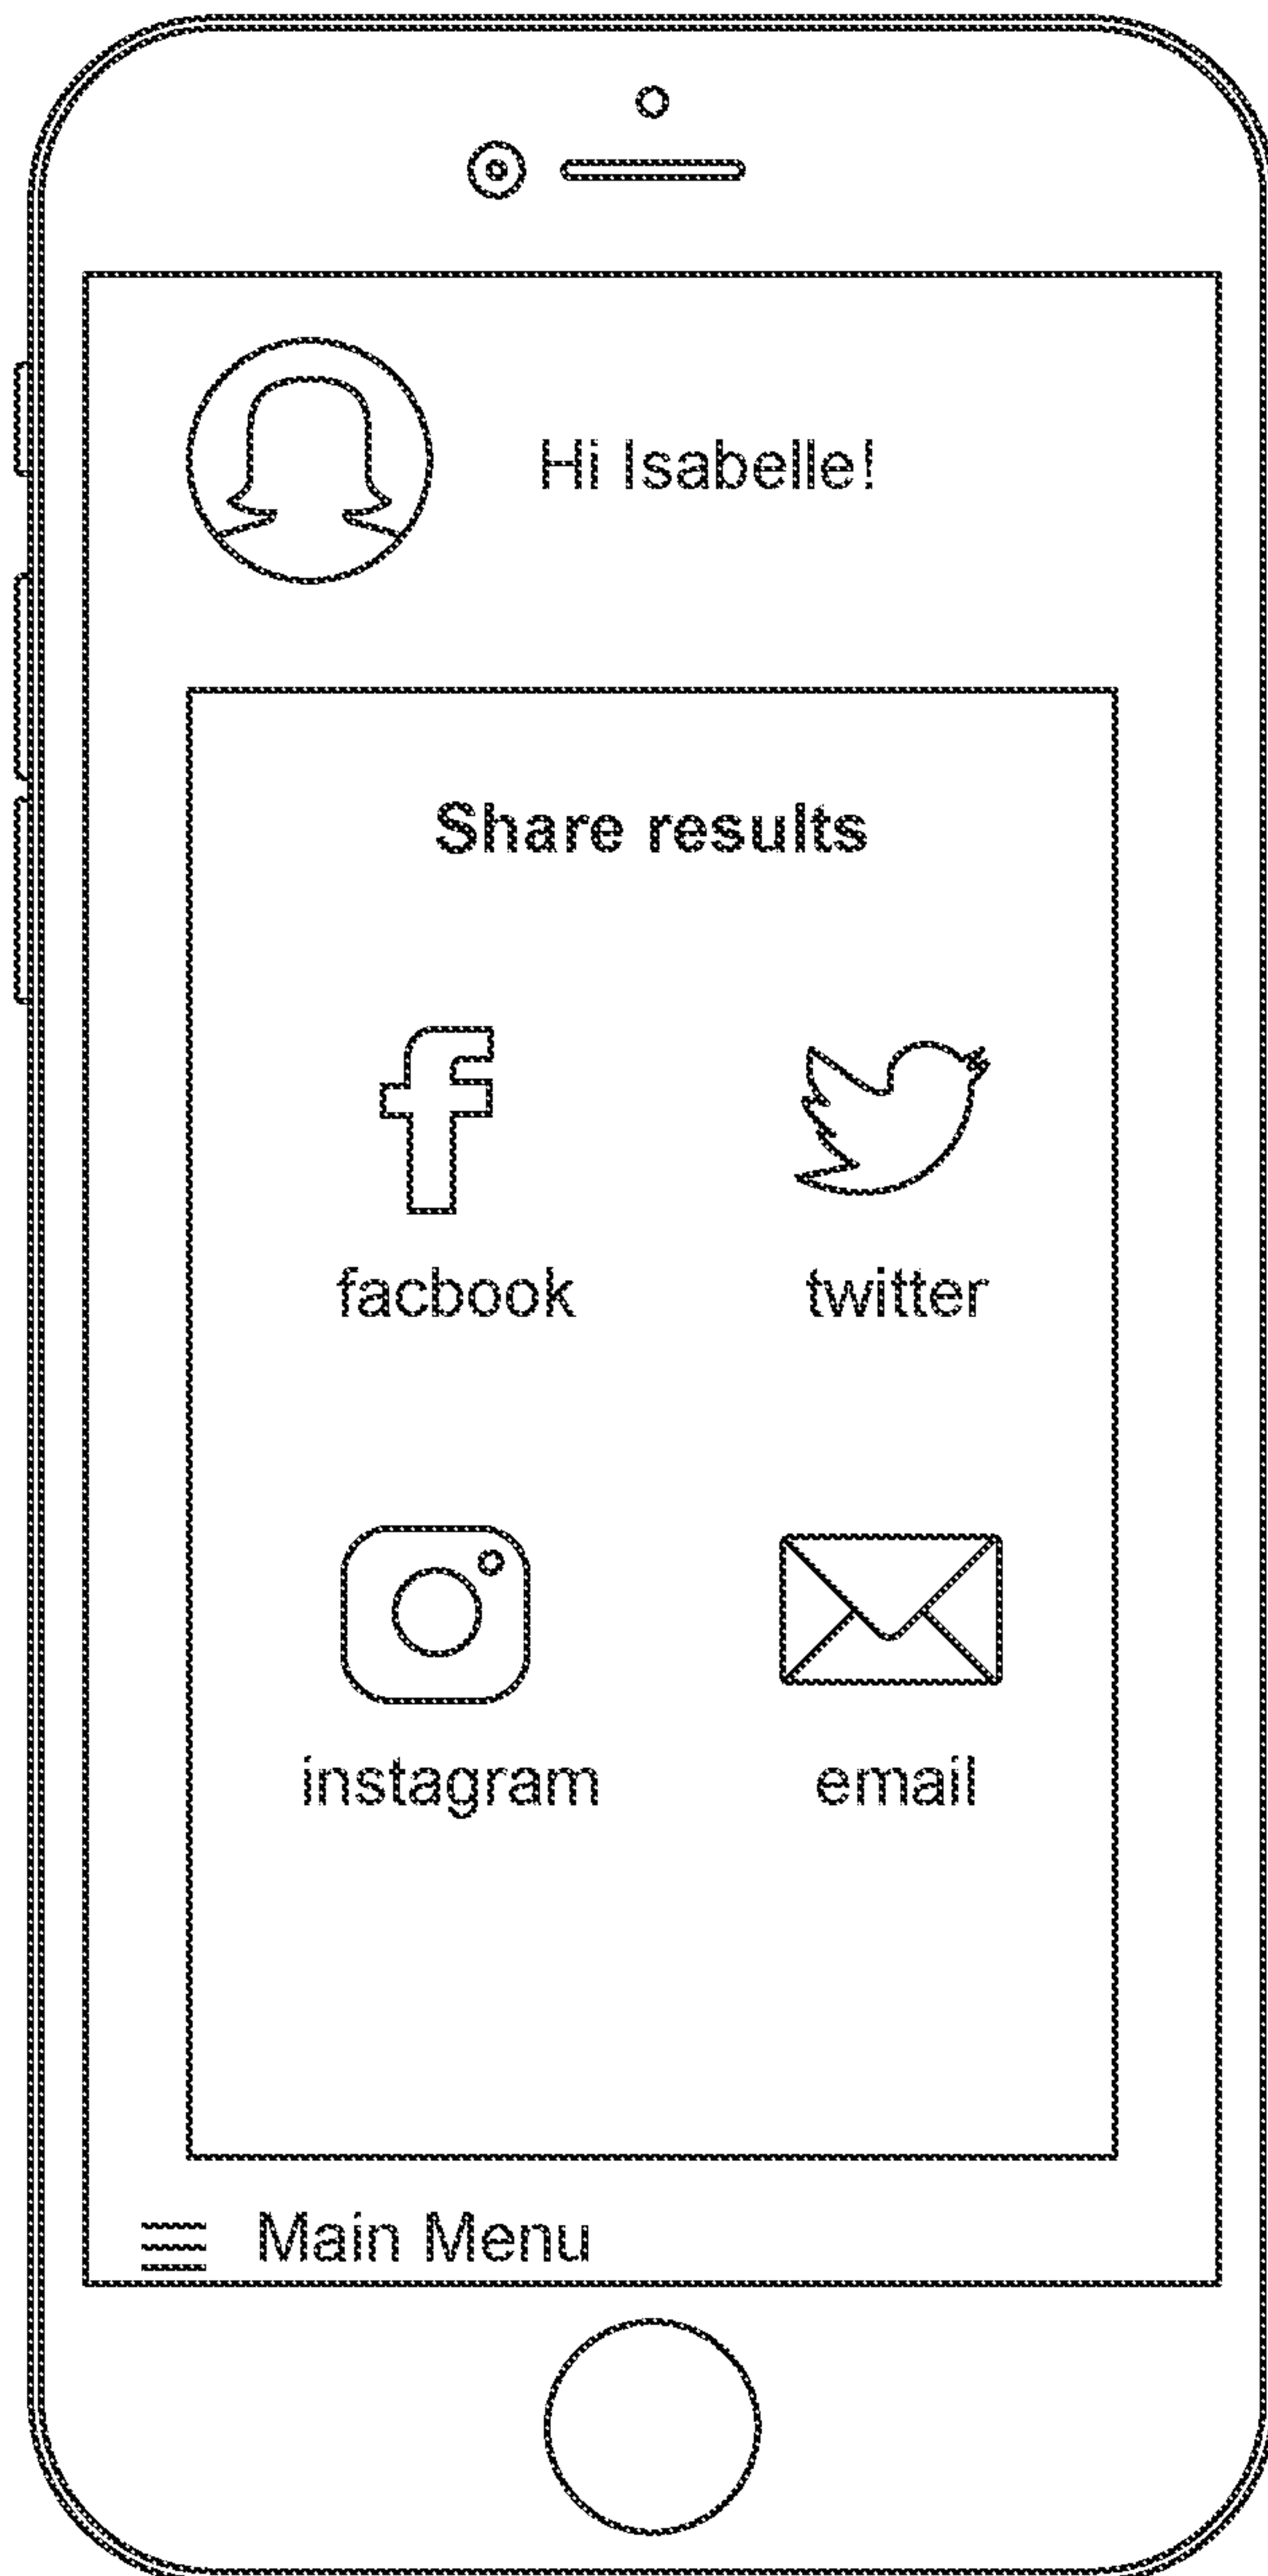 Hi Isabelle!
Share results
facbook twitter
instagram email
Main Menu